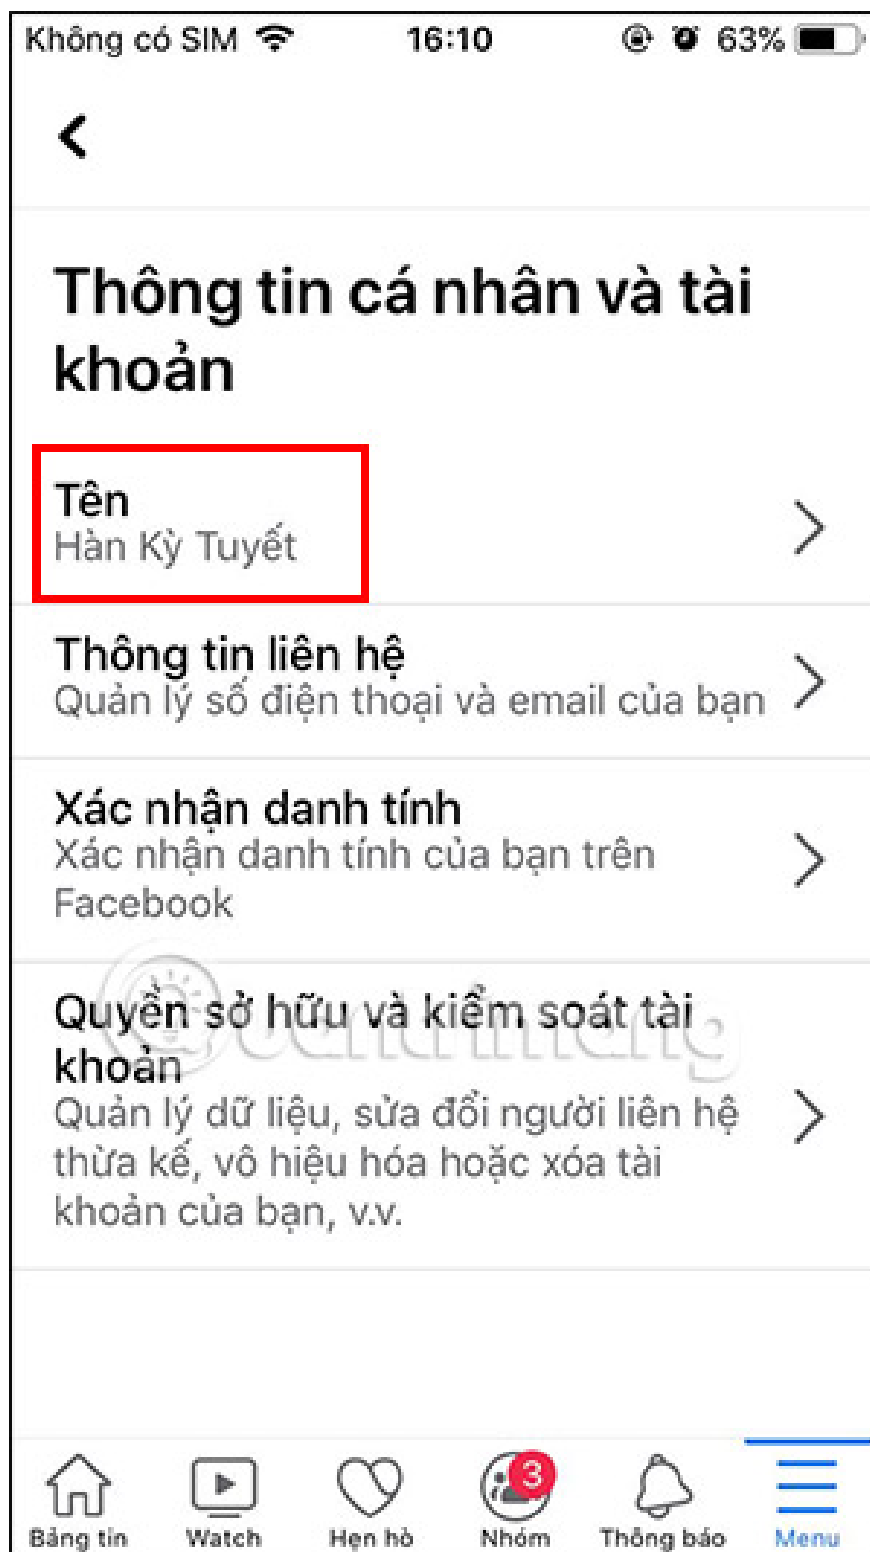 Không có SIM 16:10 63%
Thông tin cá nhân và tài
khoản
Tên
Hàn Kỳ Tuyết
Thông tin liên hệ
Quản lý số điện thoại và email của bạn
Xác nhận danh tính
Xác nhận danh tính của bạn trên
Facebook
Quyền sở hữu và kiểm soát tài
khoản
Quản lý dữ liệu, sửa đổi người liên hệ
thừa kế, vô hiệu hóa hoặc xóa tài
khoản của bạn, v.v.
uantrimang
3
Bảng tin Watch Hẹn hò Nhóm Thông báo Menu